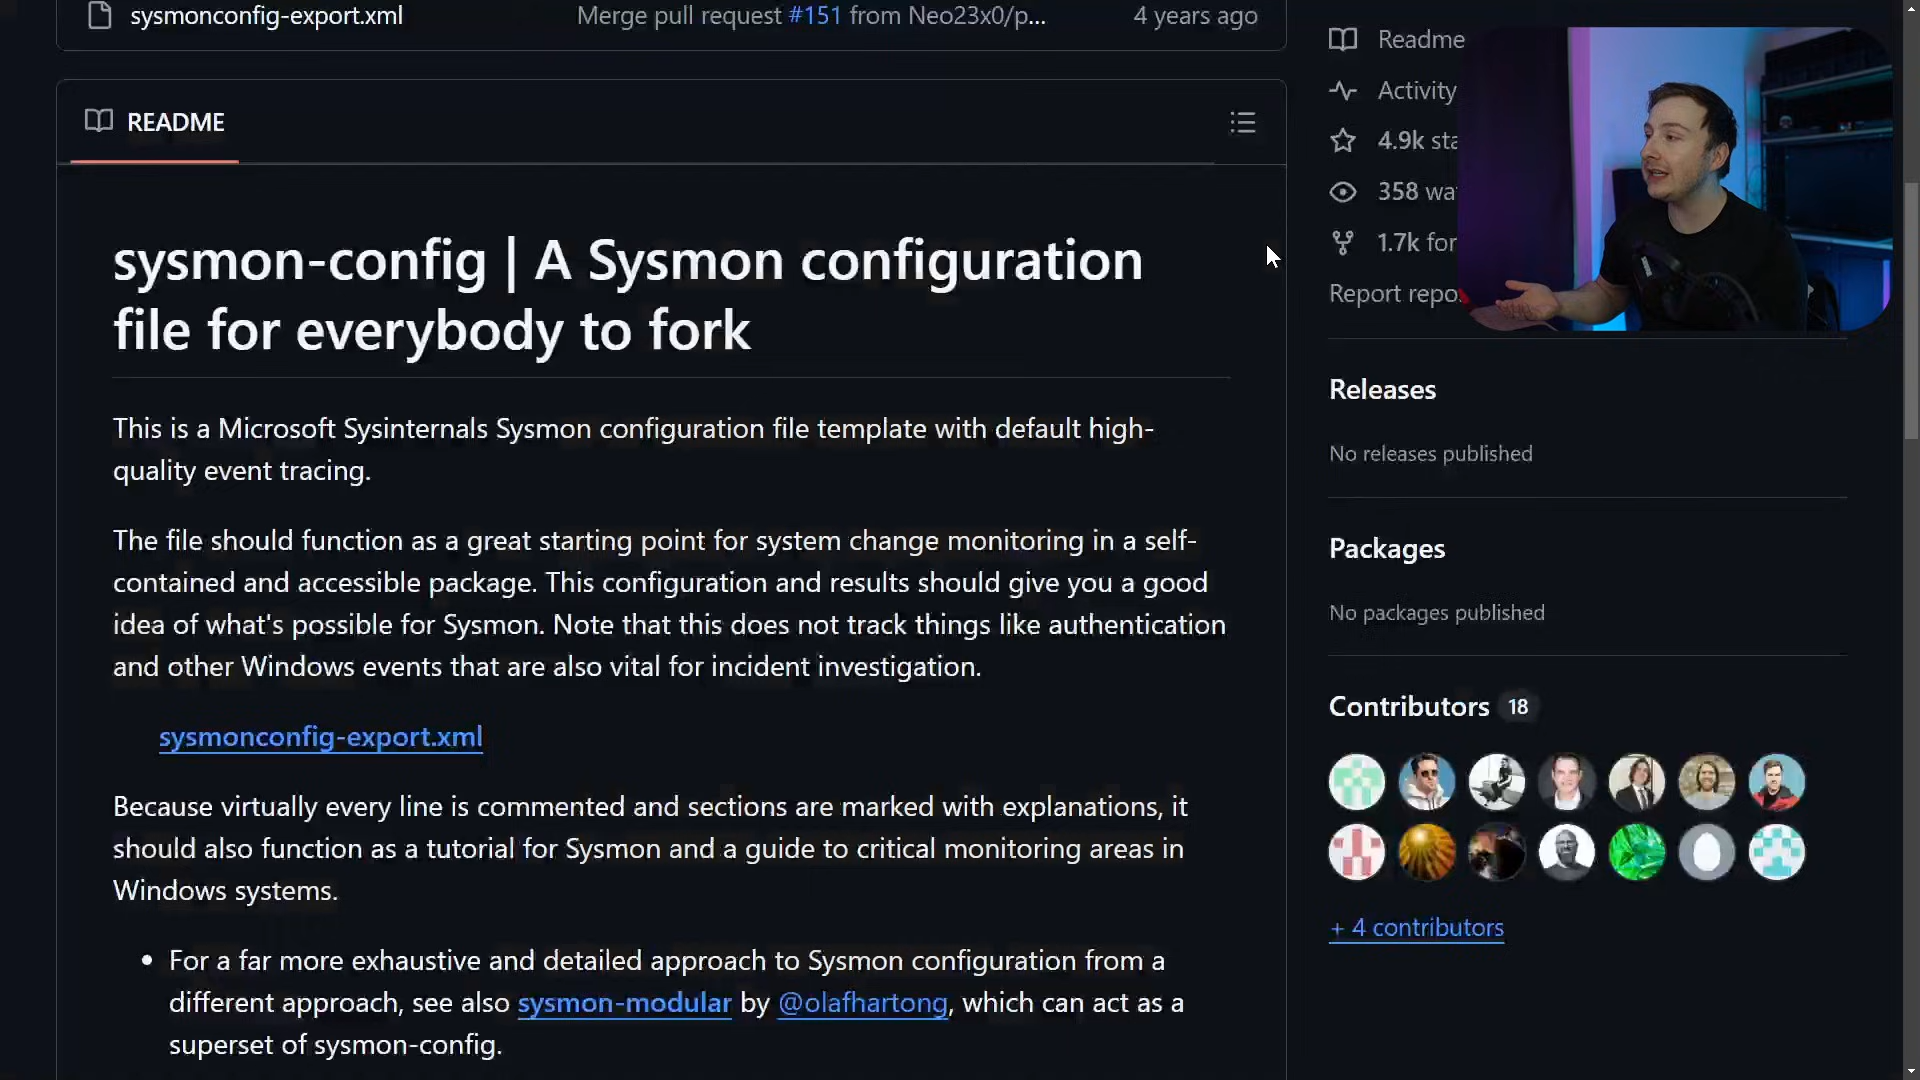 sysmonconfig-export.xml Merge pull request #151 from Neo23x0/p... 4 years ago
README
sysmon-config | A Sysmon configuration
file for everybody to fork
This is a Microsoft Sysinternals Sysmon configuration file template with default high-
quality event tracing.
The file should function as a great starting point for system change monitoring in a self-
contained and accessible package. This configuration and results should give you a good
idea of what's possible for Sysmon. Note that this does not track things like authentication
and other Windows events that are also vital for incident investigation.
sysmonconfig-export.xml
Because virtually every line is commented and sections are marked with explanations, it
should also function as a tutorial for Sysmon and a guide to critical monitoring areas in
Windows systems.
• For a far more exhaustive and detailed approach to Sysmon configuration from a
different approach, see also sysmon-modular by @olafhartong, which can act as a
superset of sysmon-config.
Readme
Activity
4.9k sta
358 wa
1.7k for
Report repo
Releases
No releases published
Packages
No packages published
Contributors 18
+ 4 contributors